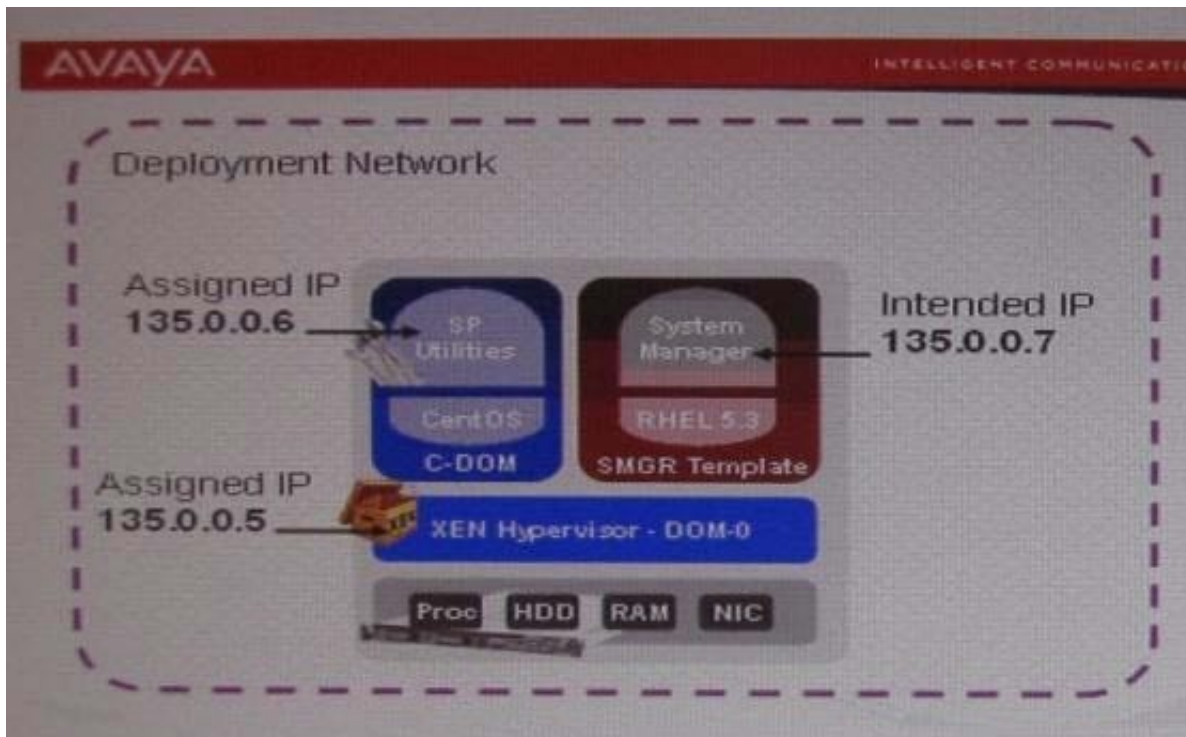 AVAYA
INTELLIGENT COMMUNICATIO
Deployment Network
Assigned IP
135.0.0.6
SP
Utilities
CentOS
C-DOM
System
Manager
RHEL 5.3
SMGR Template
Intended IP
135.0.0.7
Assigned IP
135.0.0.5
XEN
XEN Hypervisor - DOM-0
Proc HDD RAM NIC